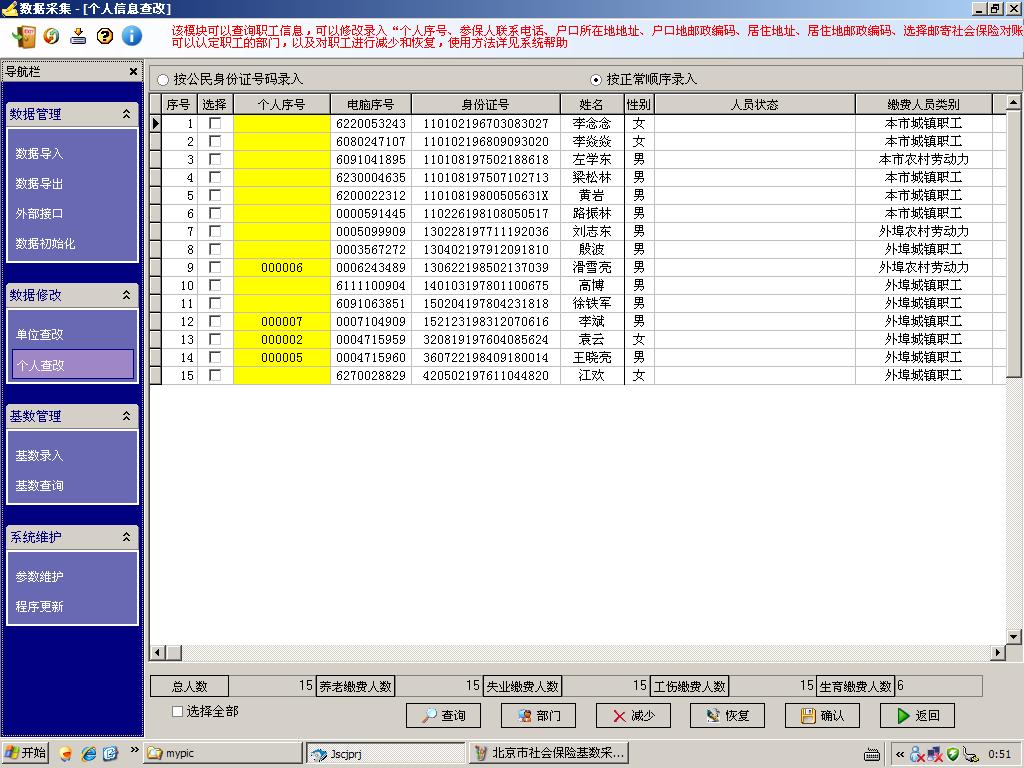 数据采集 - [个人信息查改]
该模块可以查询职工信息，可以修改录入“个人序号、参保人联系电话、户口所在地地址、户口地邮政编码、居住地址、居住地邮政编码、选择邮寄社会保险对账
可以认定职工的部门，以及对职工进行减少和恢复，使用方法详见系统帮助
导航栏
数据管理
数据导入
数据导出
外部接口
数据初始化
数据修改
单位查改
个人查改
基数管理
基数录入
基数查询
系统维护
参数维护
程序更新
按公民身份证号码录入 按正常顺序录入
序号 选择 个人序号 电脑序号 身份证号 姓名 性别 人员状态 缴费人员类别
1 6220053243 110102196703083027 李念念 女 本市城镇职工
2 6080247107 110102196809093020 李焱焱 女 本市城镇职工
3 6091041895 110108197502188618 左学东 男 本市农村劳动力
4 6230004635 110108197507102713 梁松林 男 本市城镇职工
5 6200022312 11010819800505631X 黄岩 男 本市城镇职工
6 0000591445 110226198108050517 路振林 男 本市城镇职工
7 0005099909 130228197711192036 刘志东 男 外埠农村劳动力
8 0003567272 130402197912091810 殷波 男 外埠城镇职工
9 000006 0006243489 130622198502137039 滑雪亮 男 外埠农村劳动力
10 6111100904 140103197801100675 高博 男 外埠城镇职工
11 6091063851 150204197804231818 徐铁军 男 外埠城镇职工
12 000007 0007104909 152123198312070616 李斌 男 外埠城镇职工
13 000002 0004715959 320819197604085624 袁云 女 外埠城镇职工
14 000005 0004715960 360722198409180014 王晓亮 男 外埠城镇职工
15 6270028829 420502197611044820 江欢 女 外埠城镇职工
总人数 15 养老缴费人数 15 失业缴费人数 15 工伤缴费人数 15 生育缴费人数 6
选择全部
查询 部门 减少 恢复 确认 返回
开始 mypic Jscjprj 北京市社会保险基数采... 0:51